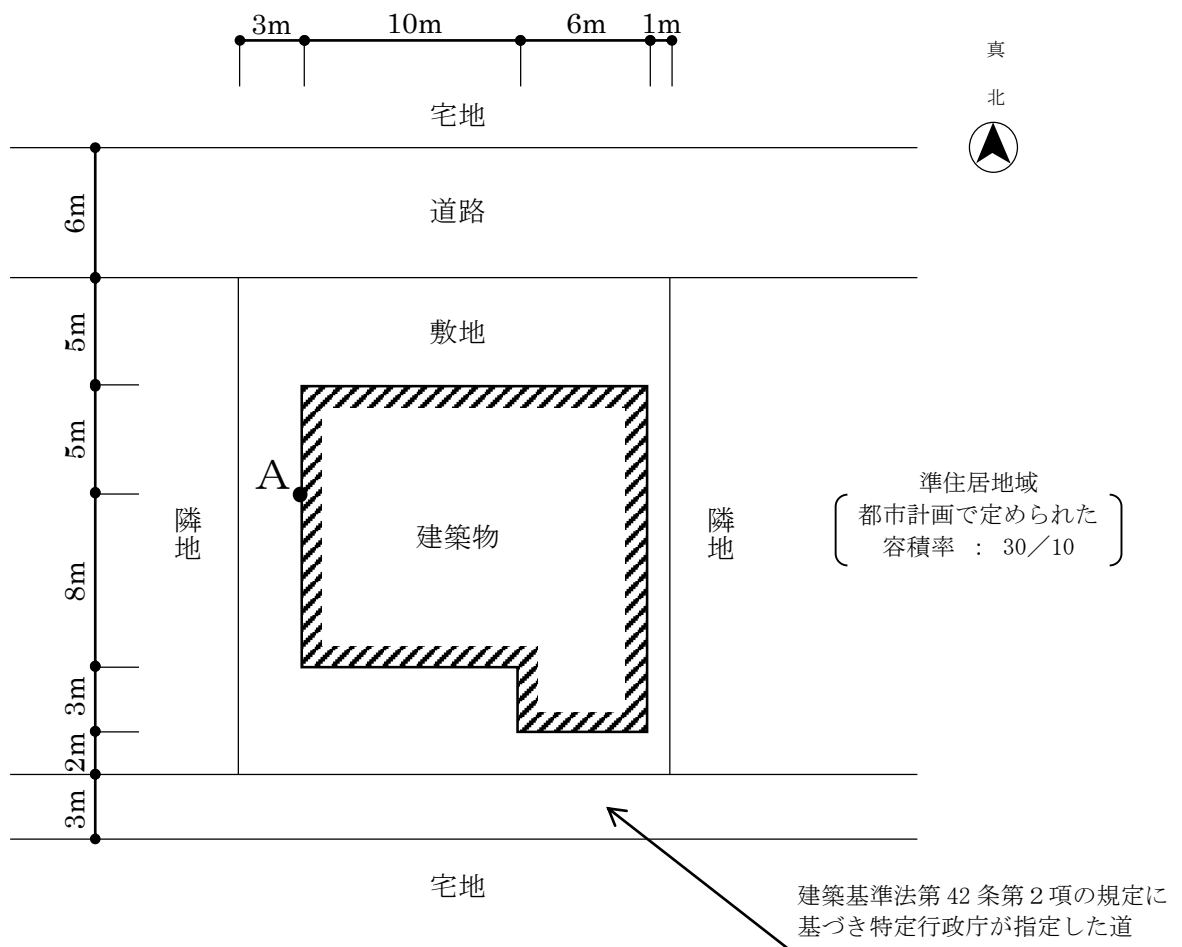 3m 10m 6m 1m
真
北
宅地
6m
道路
5m
敷地
5m
A
隣地
建築物
隣地
準住居地域
都市計画で定められた
容積率 : 30/10
8m
3m
2m
3m
宅地
建築基準法第 42 条第2項の規定に
基づき特定行政庁が指定した道